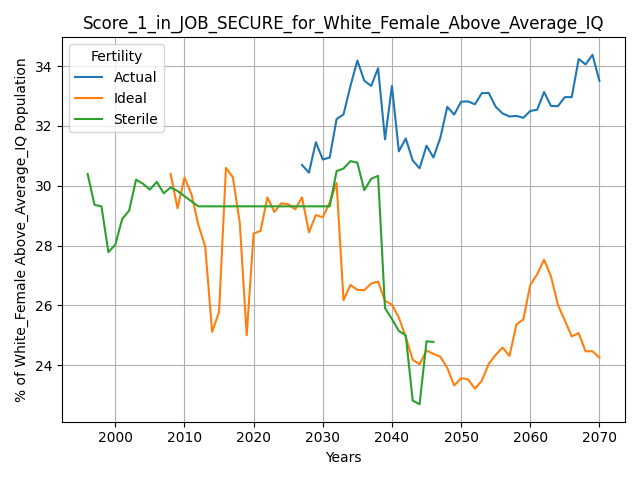 Score_1_in_JOB_SECURE_for_White_Female_Above_Average_IQ
% of White_Female Above_Average_IQ Population
Fertility
Actual
Ideal
Sterile
34
32
30
28
26
24
2000
2010
2020
2030
2040
2050
2060
2070
Years